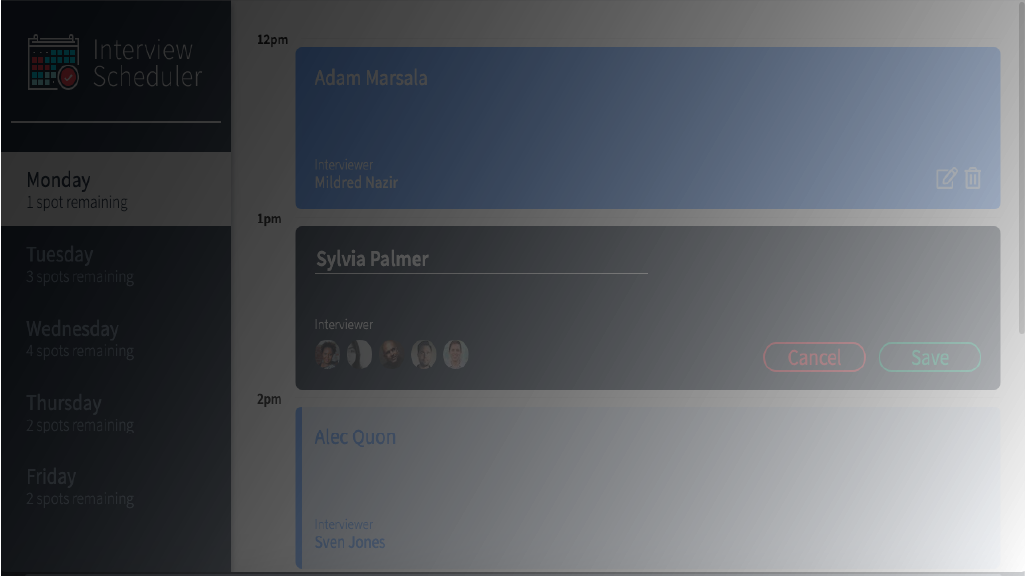 Interview
Scheduler
Monday
1 spot remaining
Tuesday
3 spots remaining
Wednesday
4 spots remaining
Thursday
2 spots remaining
Friday
2 spots remaining
12pm
Adam Marsala
Interviewer
Mildred Nazir
1pm
Sylvia Palmer
Interviewer
Cancel
Save
2pm
Alec Quon
Interviewer
Sven Jones